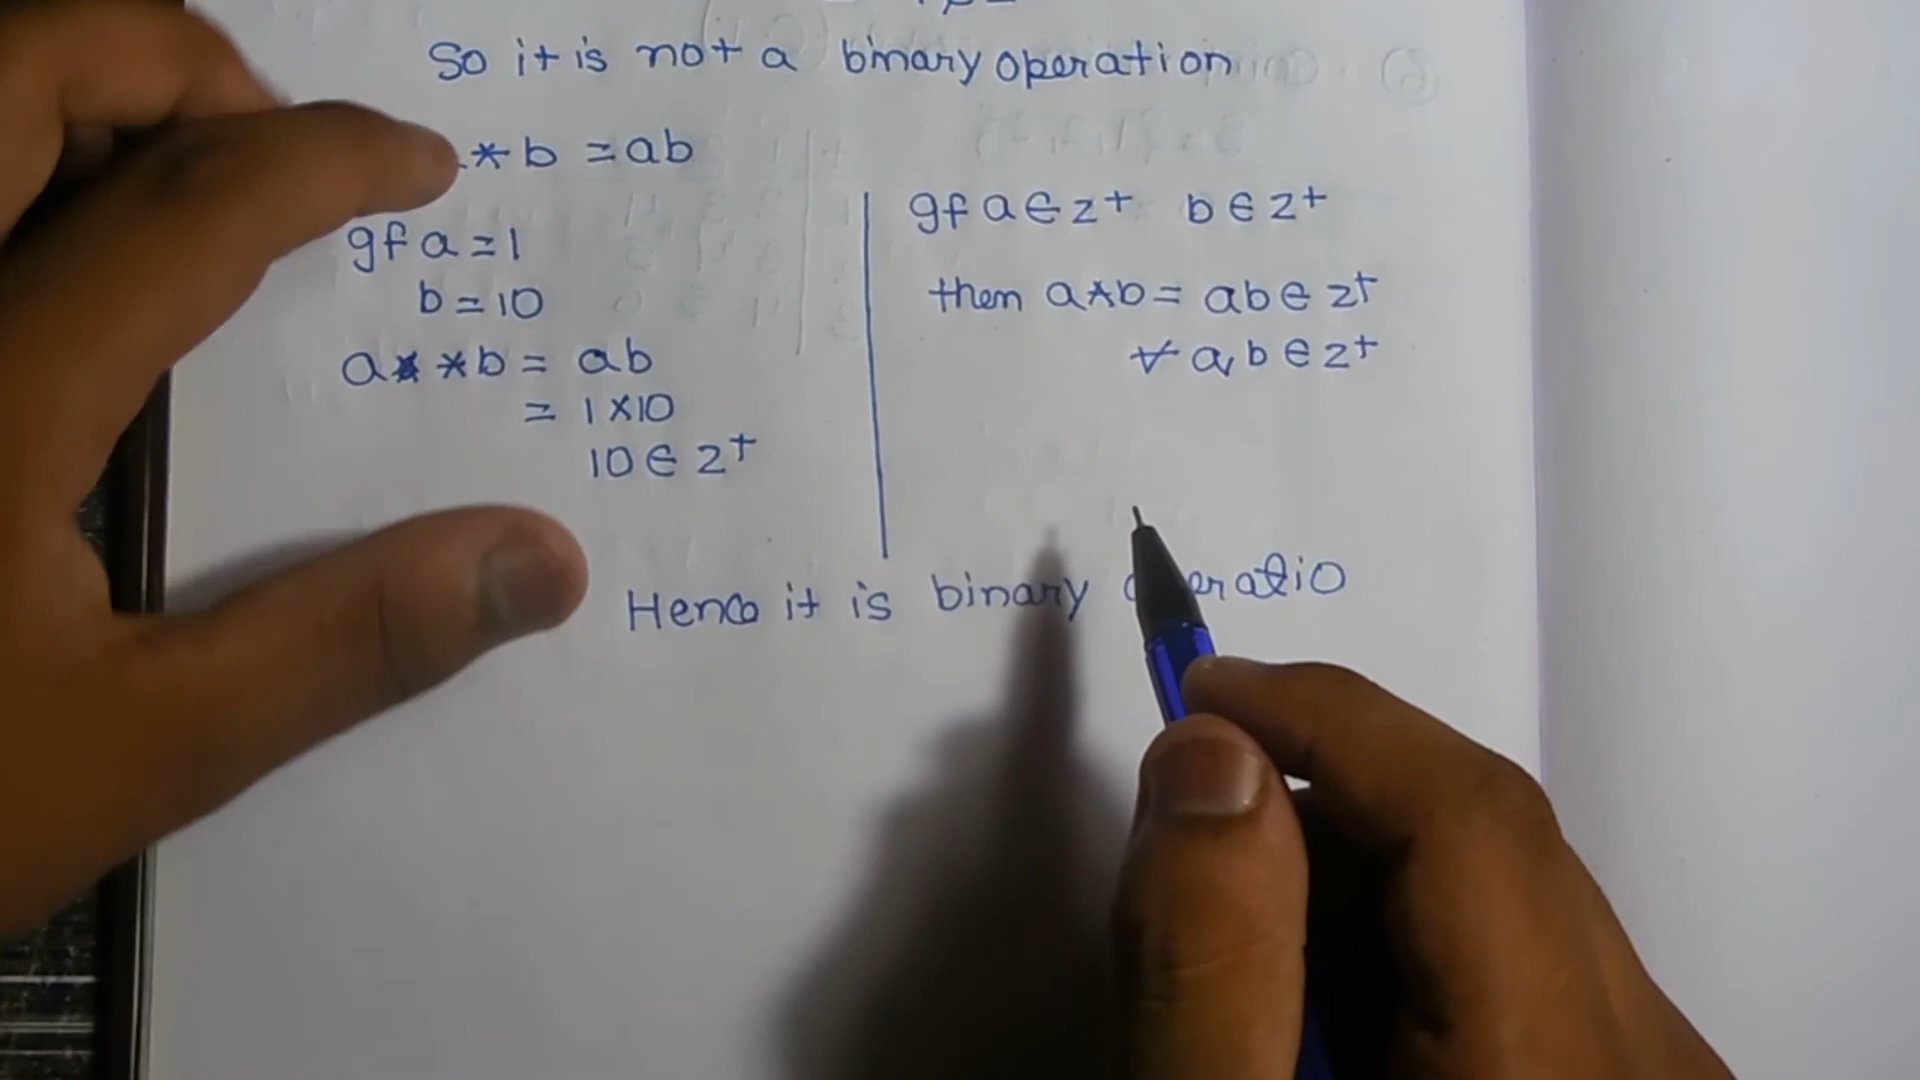 So it is not a binary operation
* b = ab
If a = 1
b = 10
a * * b = ab
= 1 × 10
10 ∈ z+
If a ∈ z+ b ∈ z+
then a * b = ab ∈ z+
∀ a, b ∈ z+
Hence it is binary